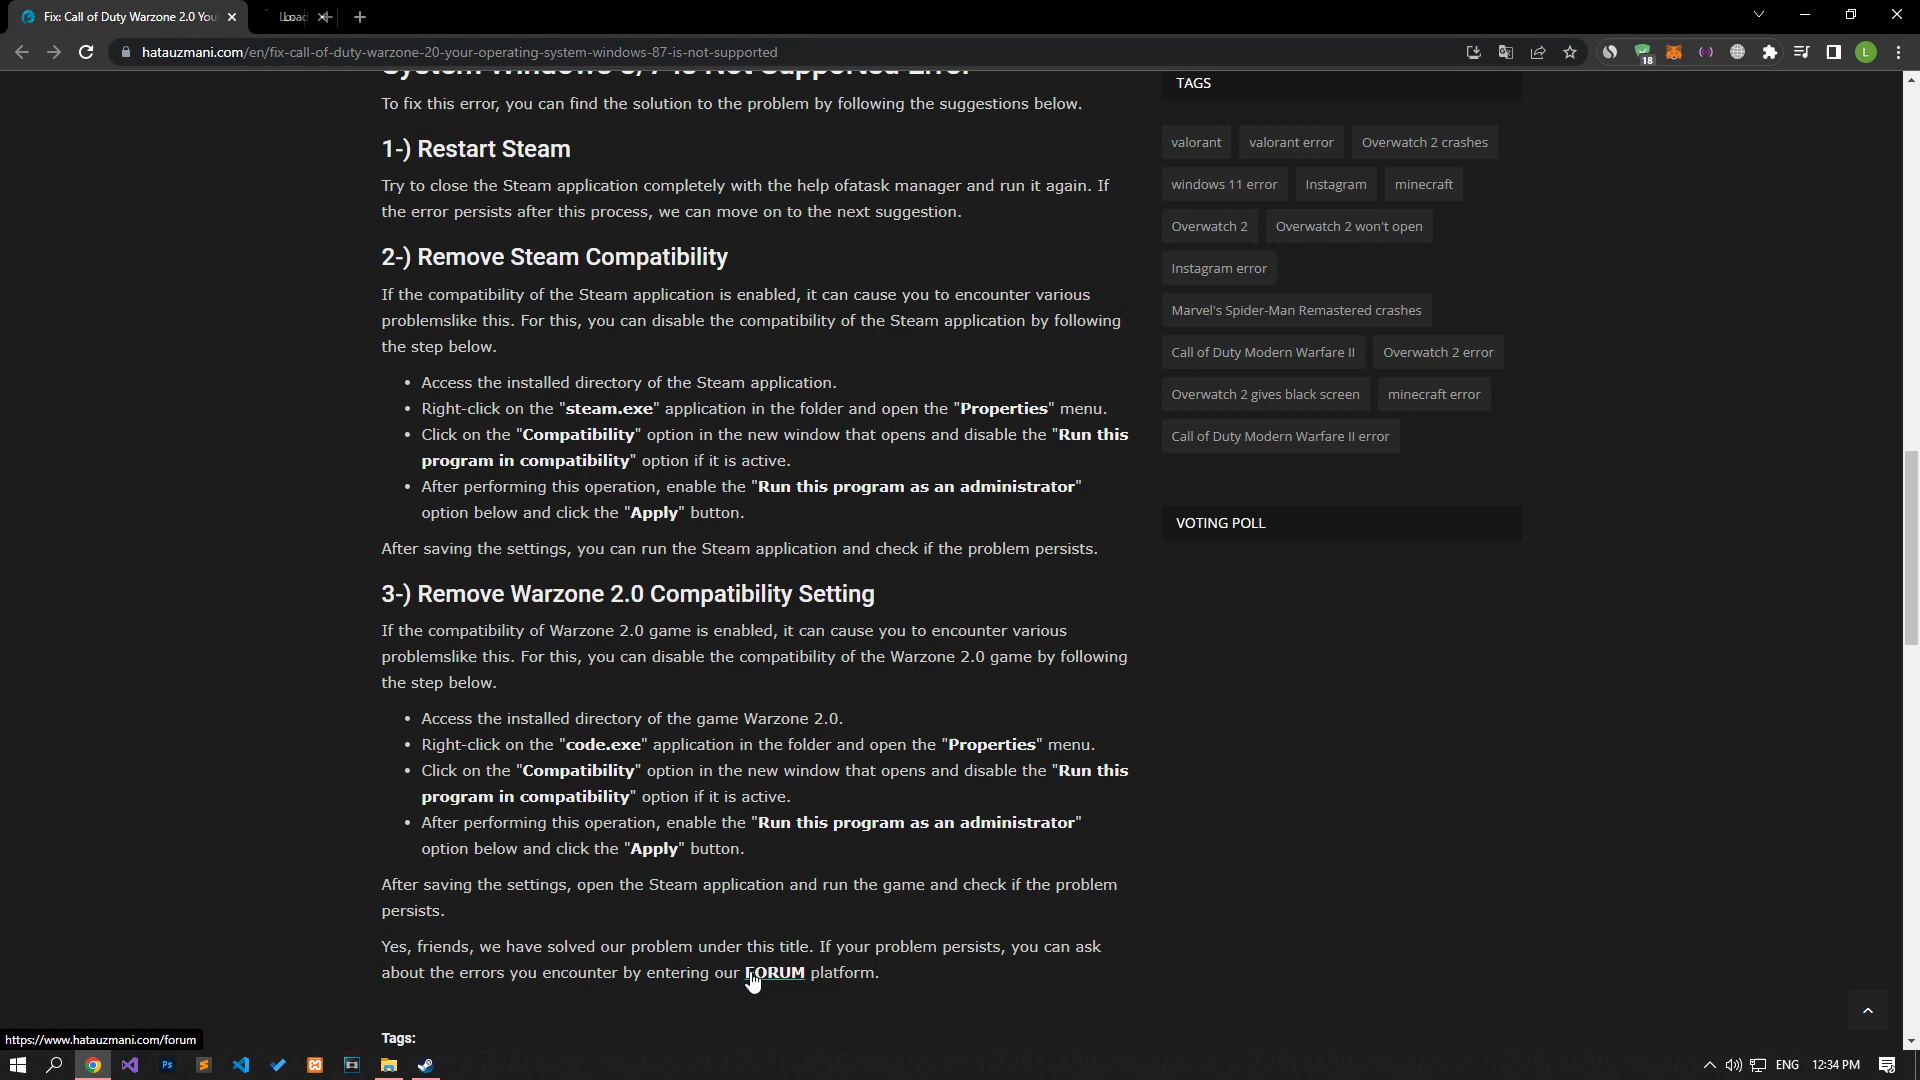 Fix: Call of Duty Warzone 2.0 You
hatauzmani.com/en/fix-call-of-duty-warzone-20-your-operating-system-windows-87-is-not-supported
18
L
To fix this error, you can find the solution to the problem by following the suggestions below.
1-) Restart Steam
Try to close the Steam application completely with the help ofatask manager and run it again. If
the error persists after this process, we can move on to the next suggestion.
2-) Remove Steam Compatibility
If the compatibility of the Steam application is enabled, it can cause you to encounter various
problemslike this. For this, you can disable the compatibility of the Steam application by following
the step below.
• Access the installed directory of the Steam application.
• Right-click on the "steam.exe" application in the folder and open the "Properties" menu.
• Click on the "Compatibility" option in the new window that opens and disable the "Run this
program in compatibility" option if it is active.
• After performing this operation, enable the "Run this program as an administrator"
option below and click the "Apply" button.
After saving the settings, you can run the Steam application and check if the problem persists.
3-) Remove Warzone 2.0 Compatibility Setting
If the compatibility of Warzone 2.0 game is enabled, it can cause you to encounter various
problemslike this. For this, you can disable the compatibility of the Warzone 2.0 game by following
the step below.
• Access the installed directory of the game Warzone 2.0.
• Right-click on the "code.exe" application in the folder and open the "Properties" menu.
• Click on the "Compatibility" option in the new window that opens and disable the "Run this
program in compatibility" option if it is active.
• After performing this operation, enable the "Run this program as an administrator"
option below and click the "Apply" button.
After saving the settings, open the Steam application and run the game and check if the problem
persists.
Yes, friends, we have solved our problem under this title. If your problem persists, you can ask
about the errors you encounter by entering our FORUM platform.
Tags:
TAGS
valorant valorant error Overwatch 2 crashes
windows 11 error Instagram minecraft
Overwatch 2 Overwatch 2 won't open
Instagram error
Marvel's Spider-Man Remastered crashes
Call of Duty Modern Warfare II Overwatch 2 error
Overwatch 2 gives black screen minecraft error
Call of Duty Modern Warfare II error
VOTING POLL
https://www.hatauzmani.com/forum
Ps
ENG 12:34 PM